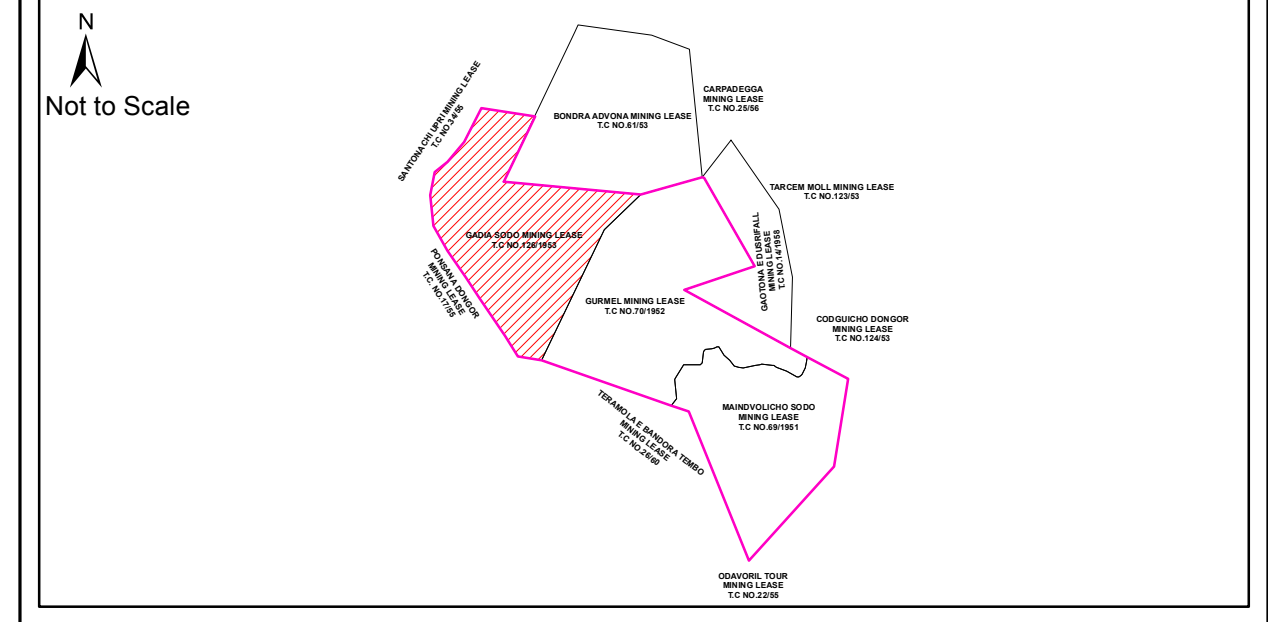 N
Not to Scale
SANTONACHI UPRI MINING LEASE
T.C NO.34/55
BONDRA ADVONA MINING LEASE
T.C NO.61/53
CARPADEGGA
MINING LEASE
T.C NO.25/56
TARCEM MOLL MINING LEASE
T.C NO.123/53
GADIA SODO MINING LEASE
T.C NO.126/1953
GAOTONA E DUSRIFALL
MINING LEASE
T.C NO.14/1958
PONSANA DONGOR
MINING LEASE
T.C. NO.17/55
GURMEL MINING LEASE
T.C NO.70/1952
CODGUICHO DONGOR
MINING LEASE
T.C NO.124/53
TERAMOLA E BANDORA TEMBO
MINING LEASE
T.C NO.26/60
MAINDVOLICHO SODO
MINING LEASE
T.C NO.69/1951
ODAVORIL TOUR
MINING LEASE
T.C NO.22/55